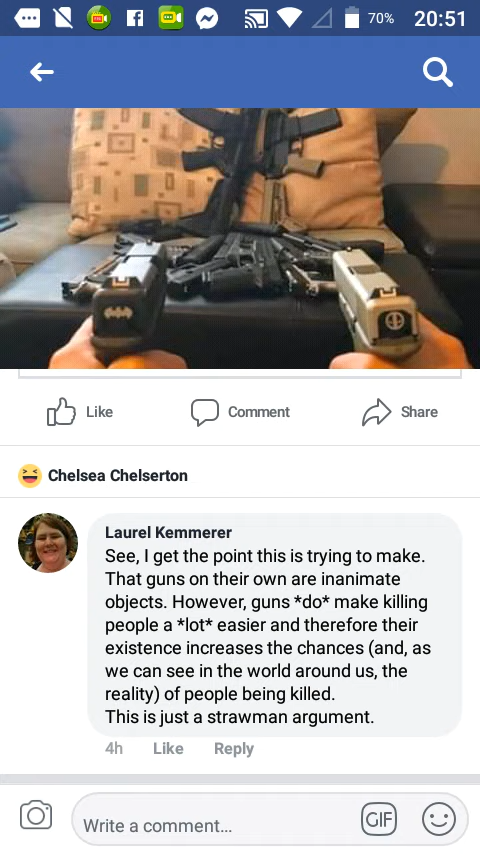 70% 20:51
Like Comment Share
Chelsea Chelserton
Laurel Kemmerer
See, I get the point this is trying to make.
That guns on their own are inanimate
objects. However, guns *do* make killing
people a *lot* easier and therefore their
existence increases the chances (and, as
we can see in the world around us, the
reality) of people being killed.
This is just a strawman argument.
4h Like Reply
Write a comment... GIF